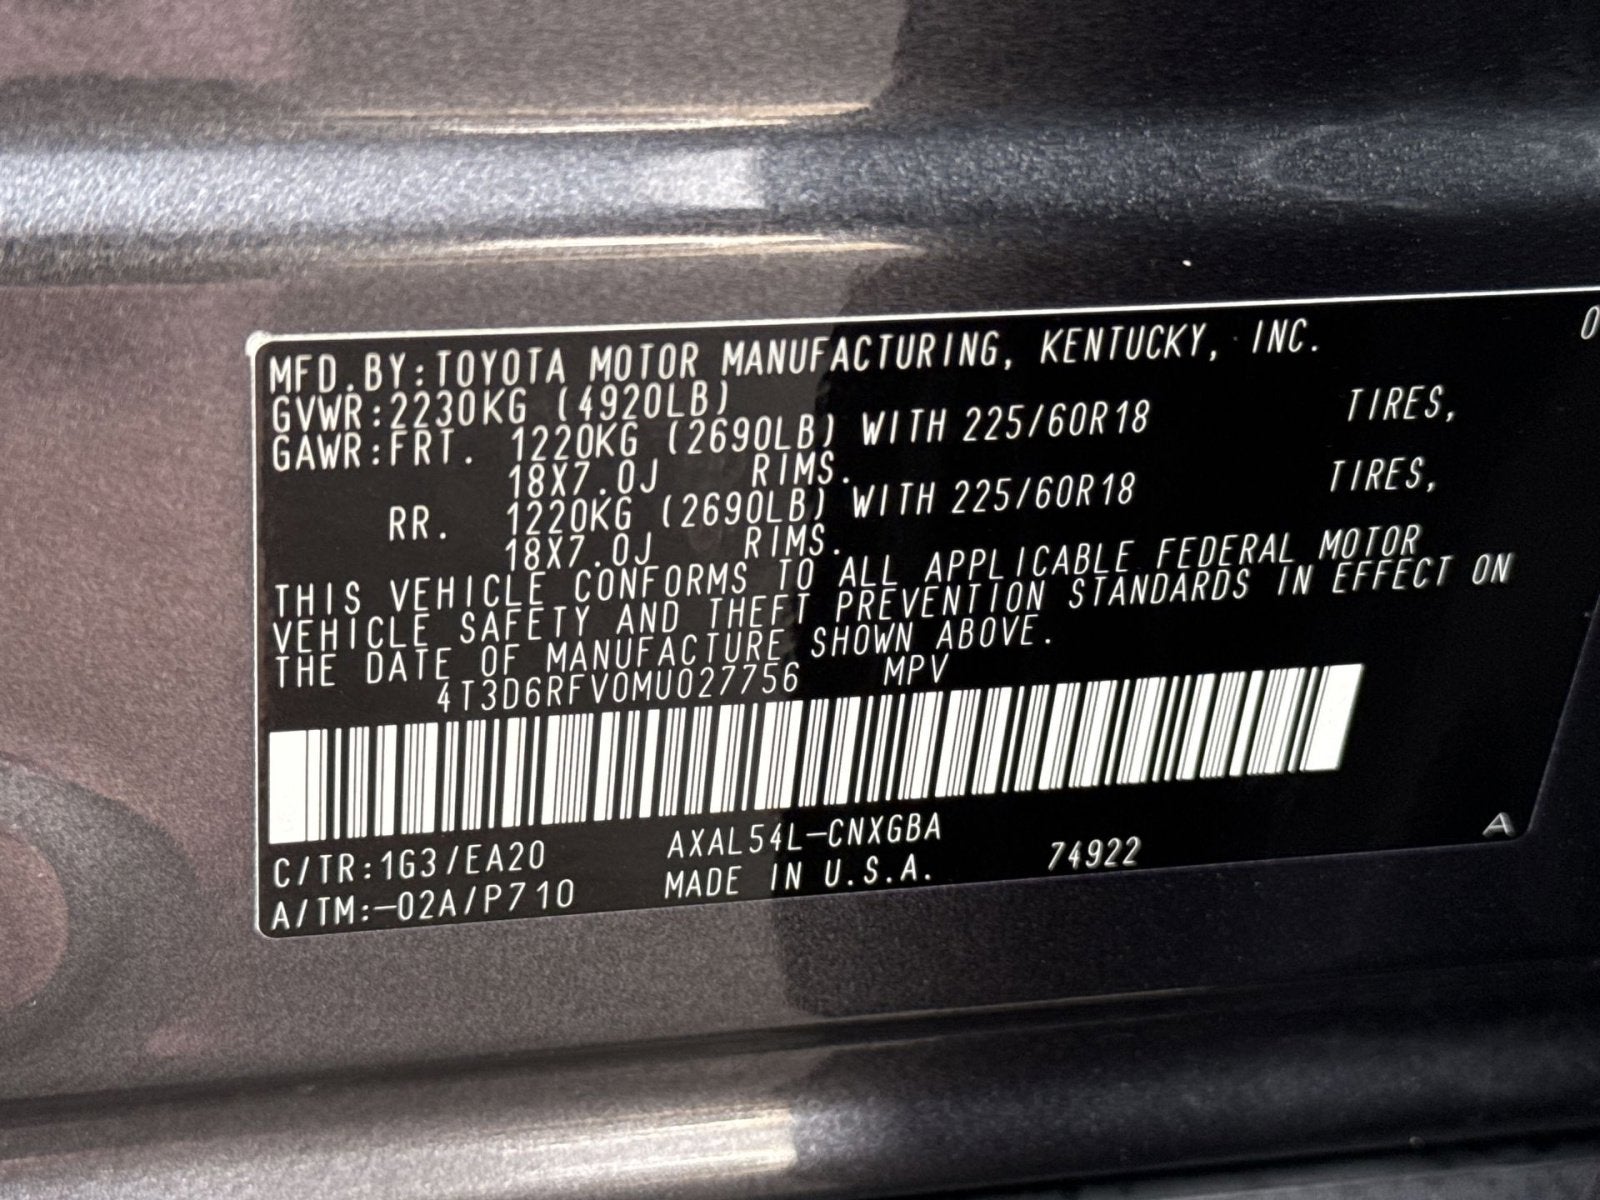 MFD.BY:TOYOTA MOTOR MANUFACTURING, KENTUCKY, INC. 0
GVWR:2230KG (4920LB)
GAWR:FRT. 1220KG (2690LB) WITH 225/60R18 TIRES,
18X7.0J RIMS.
RR. 1220KG (2690LB) WITH 225/60R18 TIRES,
18X7.0J RIMS.
THIS VEHICLE CONFORMS TO ALL APPLICABLE FEDERAL MOTOR
VEHICLE SAFETY AND THEFT PREVENTION STANDARDS IN EFFECT ON
THE DATE OF MANUFACTURE SHOWN ABOVE.
4T3D6RFV0MU027756 MPV
C/TR:1G3/EA20 AXAL54L-CNXGBA
A/TM:-02A/P710 MADE IN U.S.A. 74922 A